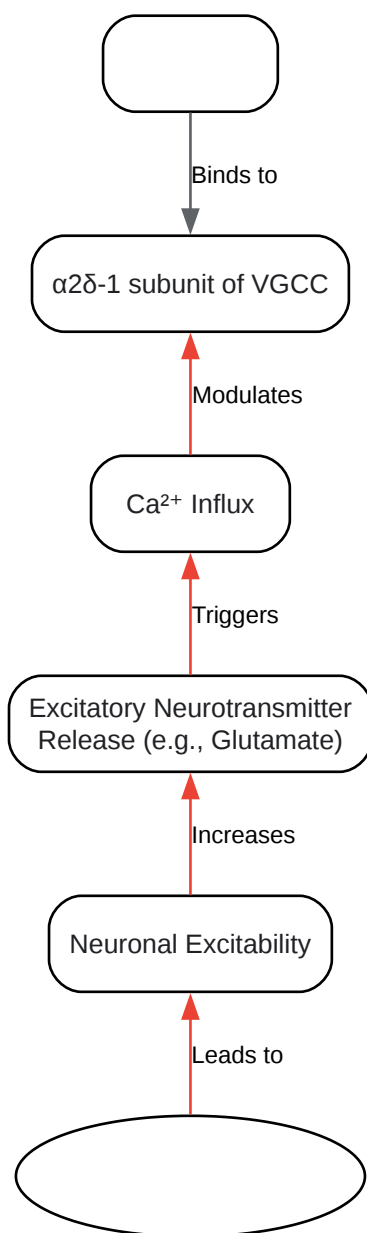 Binds to
α2δ-1 subunit of VGCC
Modulates
Ca²⁺ Influx
Triggers
Excitatory Neurotransmitter
Release (e.g., Glutamate)
Increases
Neuronal Excitability
Leads to